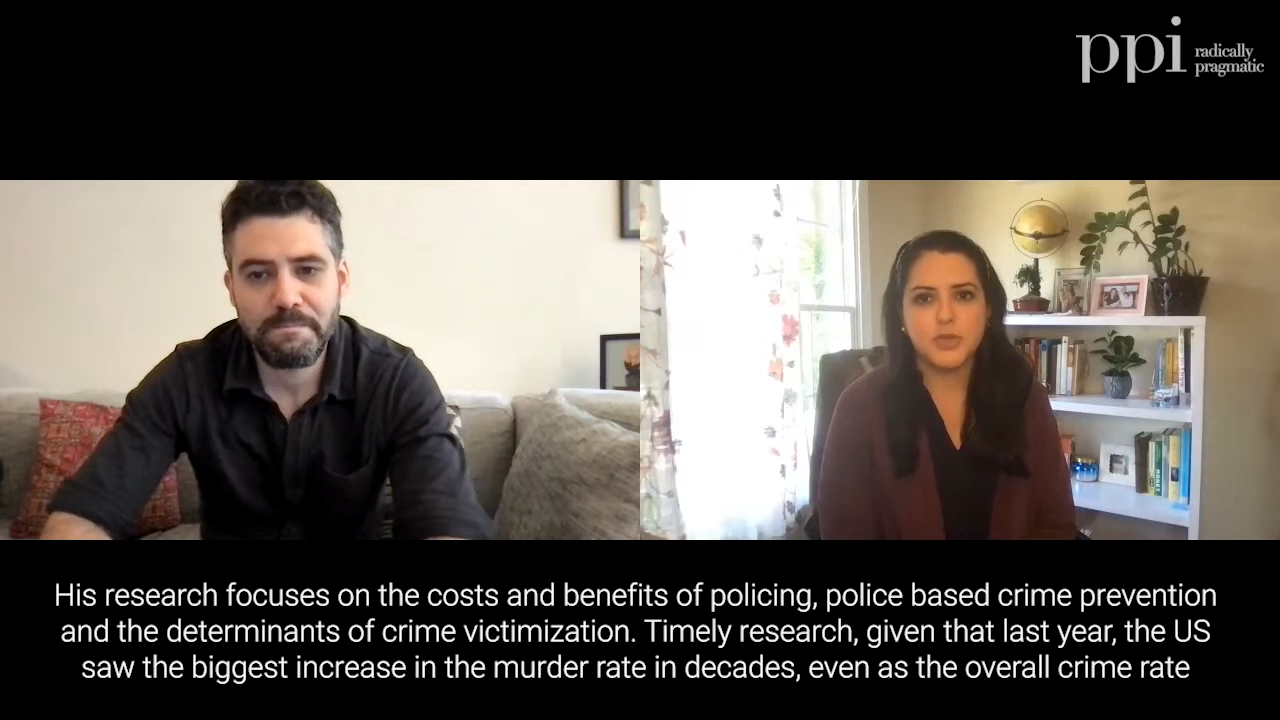 ppi radically
pragmatic
His research focuses on the costs and benefits of policing, police based crime prevention
and the determinants of crime victimization. Timely research, given that last year, the US
saw the biggest increase in the murder rate in decades, even as the overall crime rate